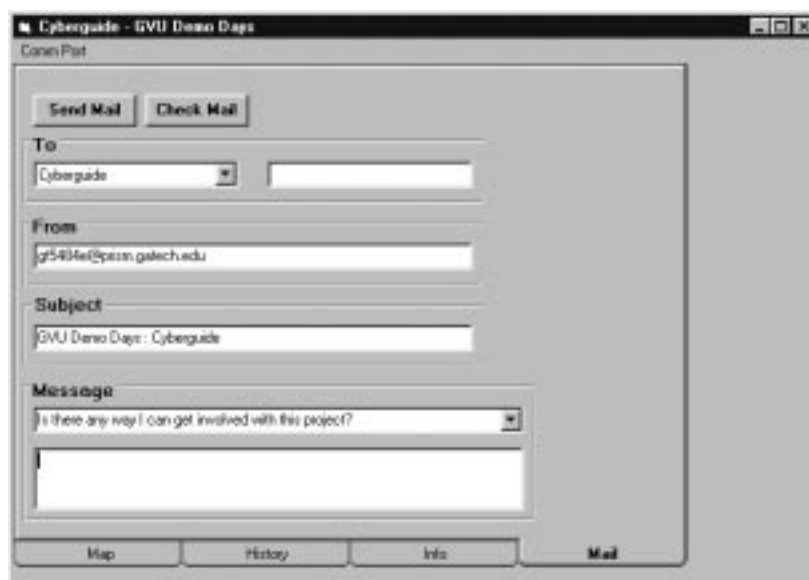 Cyberguide - GVU Demo Days
Comm Port
Send Mail Check Mail
To
Cyberguide
From
@prism.gatech.edu
Subject
GVU Demo Days : Cyberguide
Message
Is there any way I can get involved with this project?
Map History Info Mail